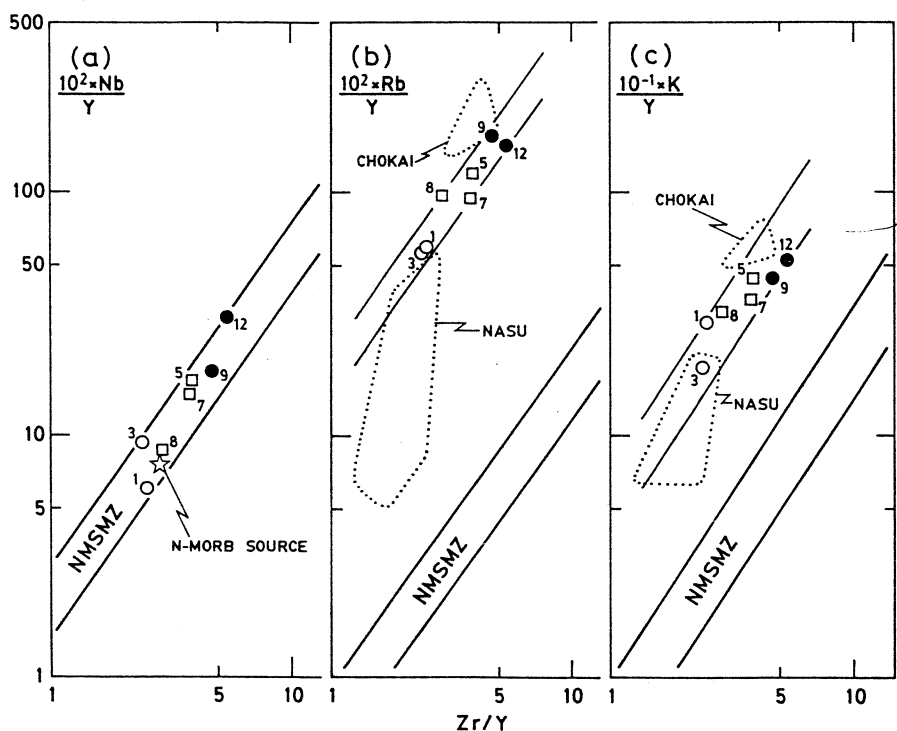 500
100
50
10
5
1
(a)
10²×Nb
Y
12
5
9
7
3
8
1
NMSMZ
N-MORB SOURCE
1
5
10
(b)
10²×Rb
Y
CHOKAI
9
12
5
8
7
1
3
NASU
NMSMZ
1
5
10
Zr/Y
(c)
10⁻¹×K
Y
CHOKAI
12
5
9
7
1
8
3
NASU
NMSMZ
1
5
10